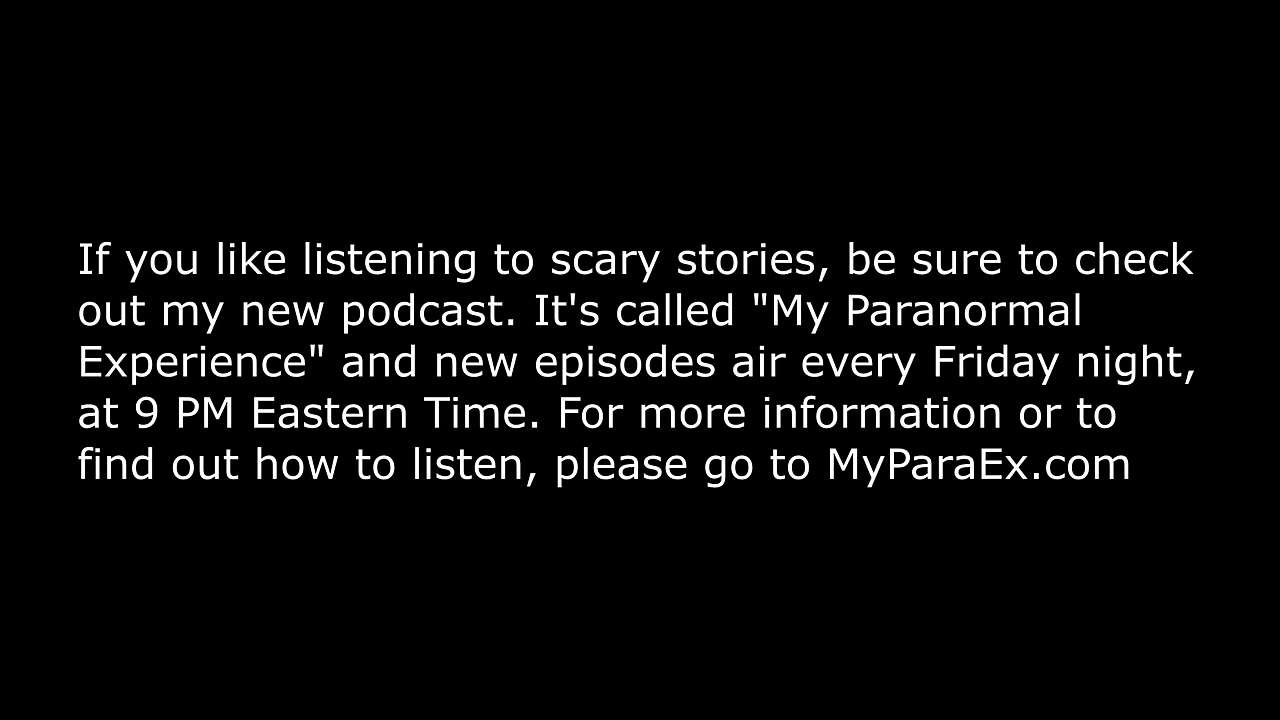 If you like listening to scary stories, be sure to check
out my new podcast. It's called "My Paranormal
Experience" and new episodes air every Friday night,
at 9 PM Eastern Time. For more information or to
find out how to listen, please go to MyParaEx.com